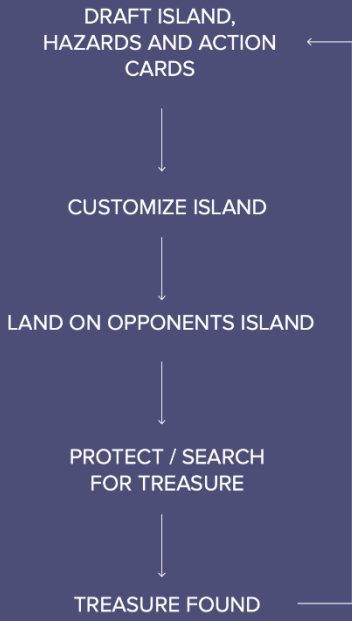 DRAFT ISLAND,
HAZARDS AND ACTION
CARDS
CUSTOMIZE ISLAND
LAND ON OPPONENTS ISLAND
PROTECT / SEARCH
FOR TREASURE
TREASURE FOUND